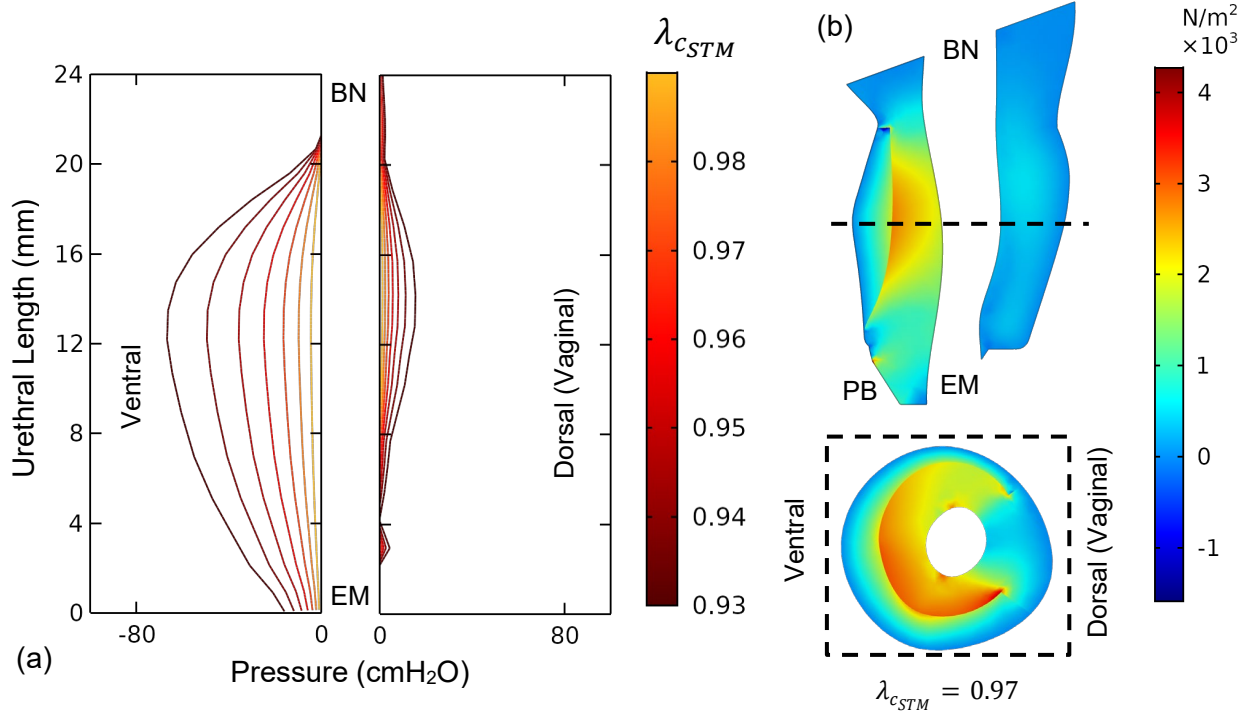 24
20
16
12
8
4
0
Urethral Length (mm)
Ventral
BN
EM
Dorsal (Vaginal)
-80
0
0
80
Pressure (cmH₂O)
(a)
λcSTM
0.98
0.97
0.96
0.95
0.94
0.93
(b)
BN
PB
EM
N/m²
×10³
4
3
2
1
0
-1
Ventral
Dorsal (Vaginal)
λcSTM = 0.97